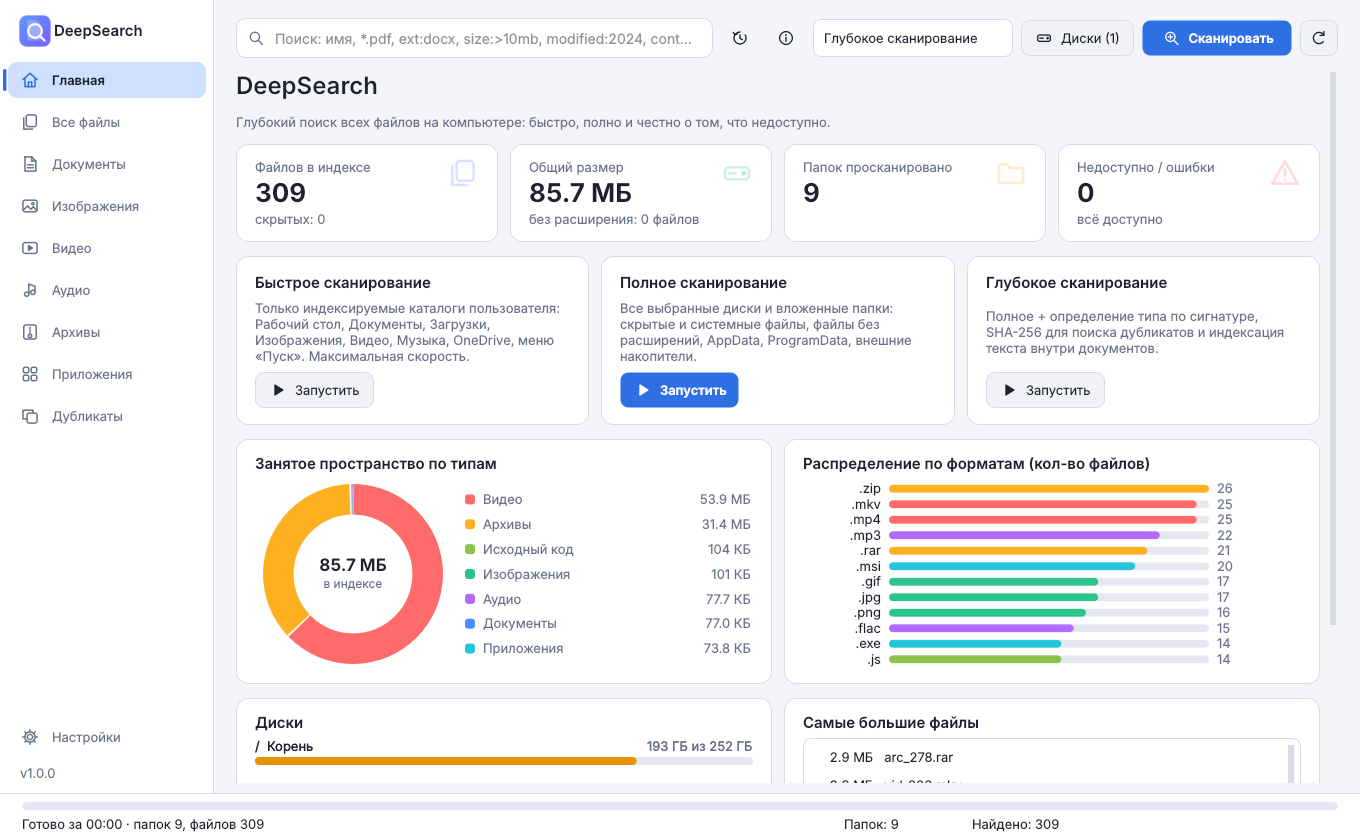 DeepSearch
Главная
Все файлы
Документы
Изображения
Видео
Аудио
Архивы
Приложения
Дубликаты
Настройки
v1.0.0
Поиск: имя, *.pdf, ext:docx, size:>10mb, modified:2024, cont...
Глубокое сканирование
Диски (1)
Сканировать
DeepSearch
Глубокий поиск всех файлов на компьютере: быстро, полно и честно о том, что недоступно.
Файлов в индексе
309
скрытых: 0
Общий размер
85.7 МБ
без расширения: 0 файлов
Папок просканировано
9
Недоступно / ошибки
0
всё доступно
Быстрое сканирование
Только индексируемые каталоги пользователя:
Рабочий стол, Документы, Загрузки,
Изображения, Видео, Музыка, OneDrive, меню
«Пуск». Максимальная скорость.
Запустить
Полное сканирование
Все выбранные диски и вложенные папки:
скрытые и системные файлы, файлы без
расширений, AppData, ProgramData, внешние
накопители.
Запустить
Глубокое сканирование
Полное + определение типа по сигнатуре,
SHA-256 для поиска дубликатов и индексация
текста внутри документов.
Запустить
Занятое пространство по типам
85.7 МБ
в индексе
Видео 53.9 МБ
Архивы 31.4 МБ
Исходный код 104 КБ
Изображения 101 КБ
Аудио 77.7 КБ
Документы 77.0 КБ
Приложения 73.8 КБ
Распределение по форматам (кол-во файлов)
.zip 26
.mkv 25
.mp4 25
.mp3 22
.rar 21
.msi 20
.gif 17
.jpg 17
.png 16
.flac 15
.exe 14
.js 14
Диски
/ Корень 193 ГБ из 252 ГБ
Самые большие файлы
2.9 МБ arc_278.rar
Готово за 00:00 · папок 9, файлов 309
Папок: 9
Найдено: 309